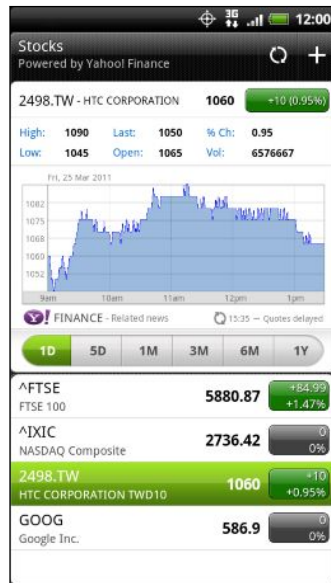 3G 12:00
Stocks
Powered by Yahoo! Finance
2498.TW - HTC CORPORATION 1060 +10 (0.95%)
High: 1090 Last: 1050 % Ch: 0.95
Low: 1045 Open: 1065 Vol: 6576667
Fri, 25 Mar 2011
1082
1075
1068
1060
1052
9am 10am 11am 12pm 1pm
Y! FINANCE - Related news 15:35 — Quotes delayed
1D 5D 1M 3M 6M 1Y
^FTSE 5880.87 +84.99
FTSE 100 +1.47%
^IXIC 2736.42 0
NASDAQ Composite 0%
2498.TW 1060 +10
HTC CORPORATION TWD10 +0.95%
GOOG 586.9 0
Google Inc. 0%